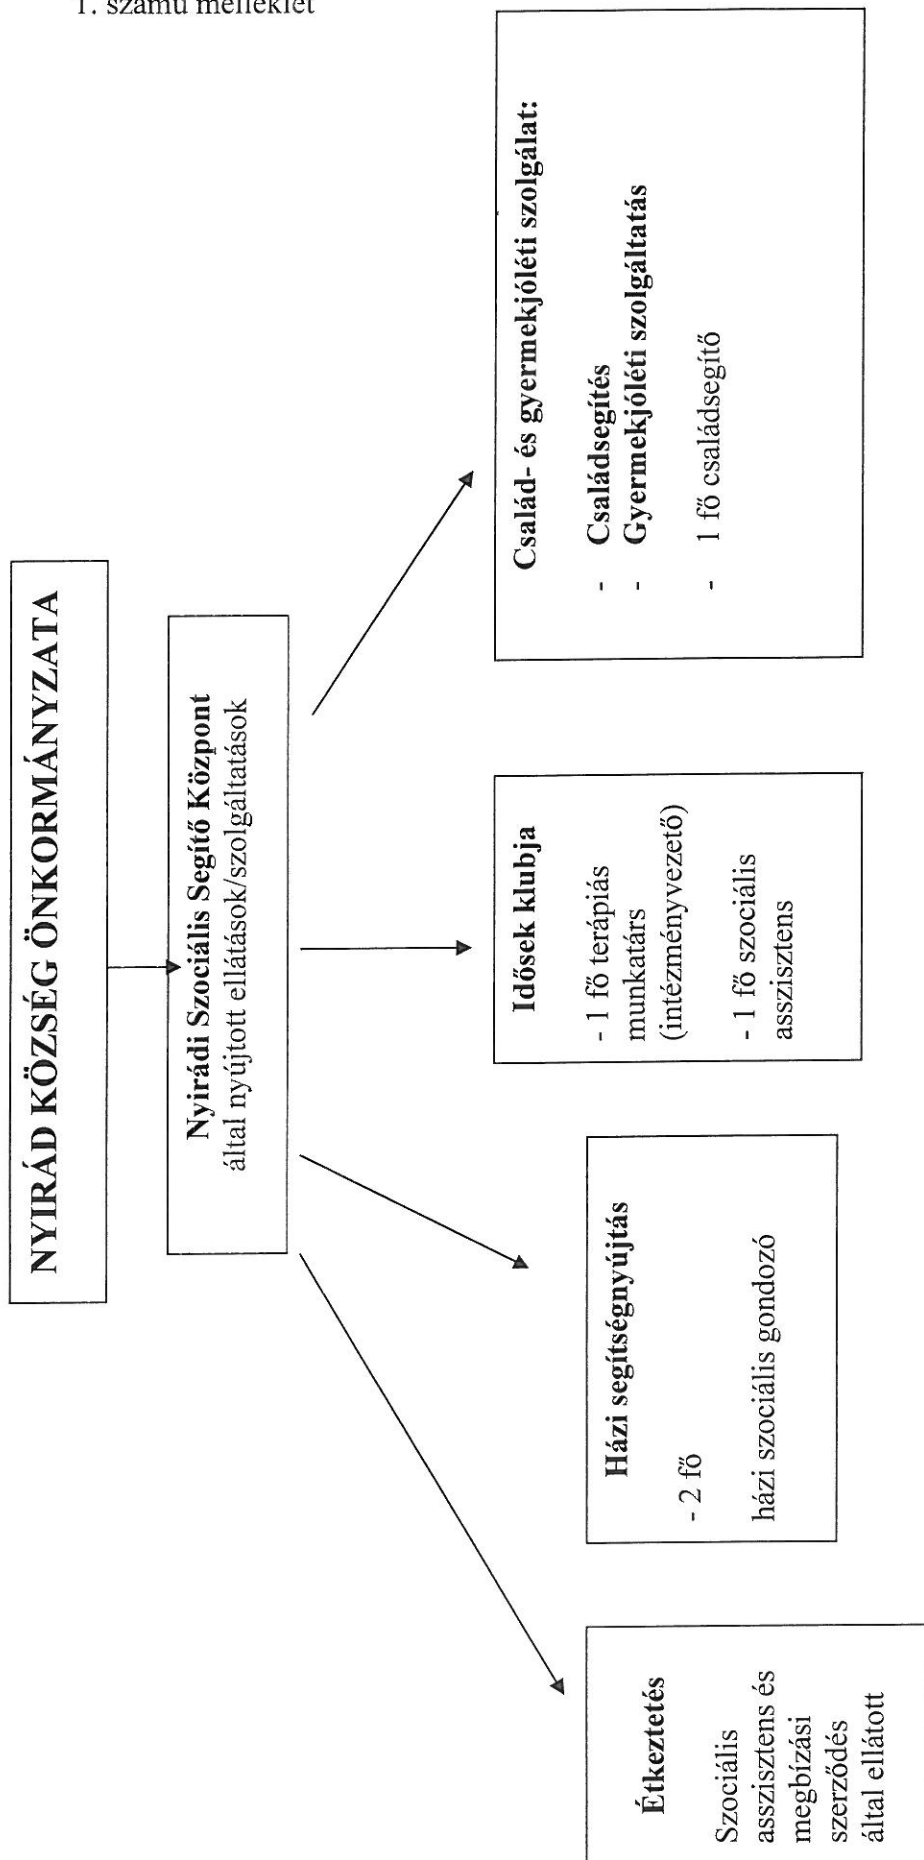 1. számú melléklet
NYIRÁD KÖZSÉG ÖNKORMÁNYZATA
Nyirádi Szociális Segítő Központ
által nyújtott ellátások/szolgáltatások
Étkeztetés
Szociális
asszisztens és
megbízási
szerződés
által ellátott
Házi segítségnyújtás
- 2 fő
házi szociális gondozó
Idősek klubja
- 1 fő terápiás
munkatárs
(intézményvezető)
- 1 fő szociális
asszisztens
Család- és gyermekjóléti szolgálat:
- Családsegítés
- Gyermekjóléti szolgáltatás
- 1 fő családsegítő